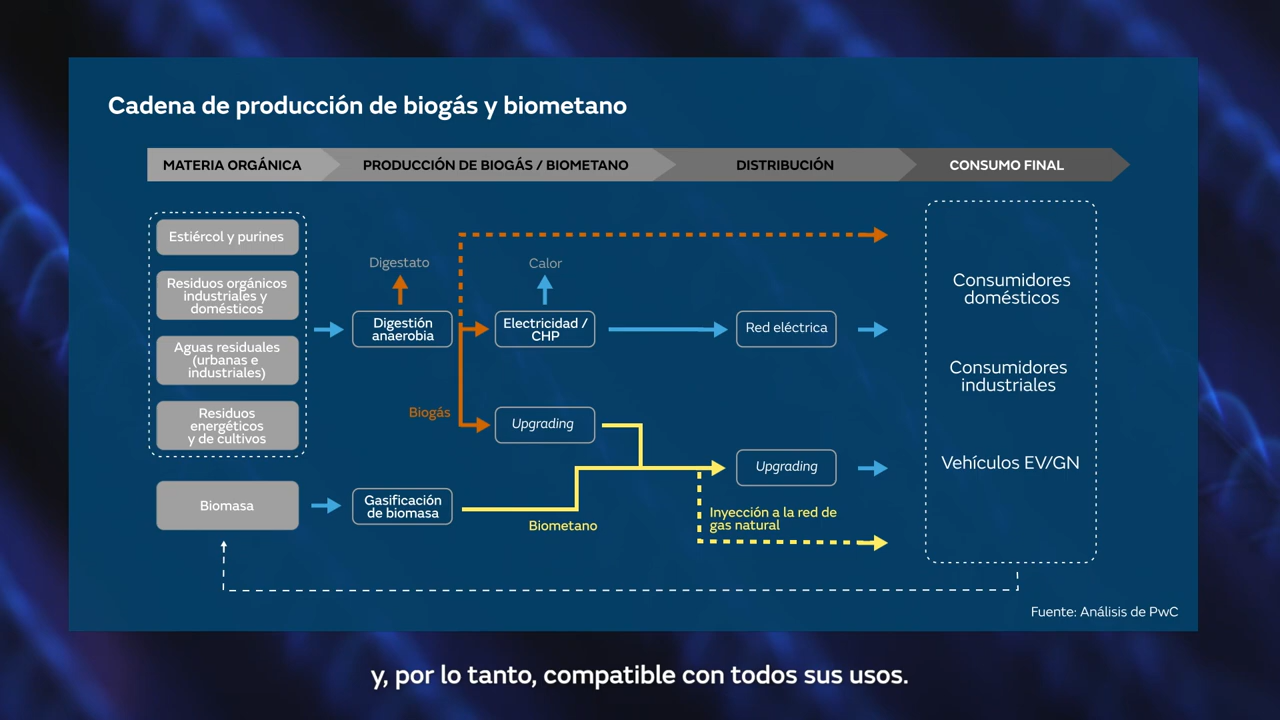 Cadena de producción de biogás y biometano
MATERIA ORGÁNICA
PRODUCCIÓN DE BIOGÁS / BIOMETANO
DISTRIBUCIÓN
CONSUMO FINAL
Estiércol y purines
Residuos orgánicos
industriales y
domésticos
Aguas residuales
(urbanas e
industriales)
Residuos
energéticos
y de cultivos
Biomasa
Digestato
Digestión
anaerobia
Biogás
Gasificación
de biomasa
Calor
Electricidad /
CHP
Upgrading
Biometano
Red eléctrica
Upgrading
Inyección a la red de
gas natural
Consumidores
domésticos
Consumidores
industriales
Vehículos EV/GN
Fuente: Análisis de PwC
y, por lo tanto, compatible con todos sus usos.